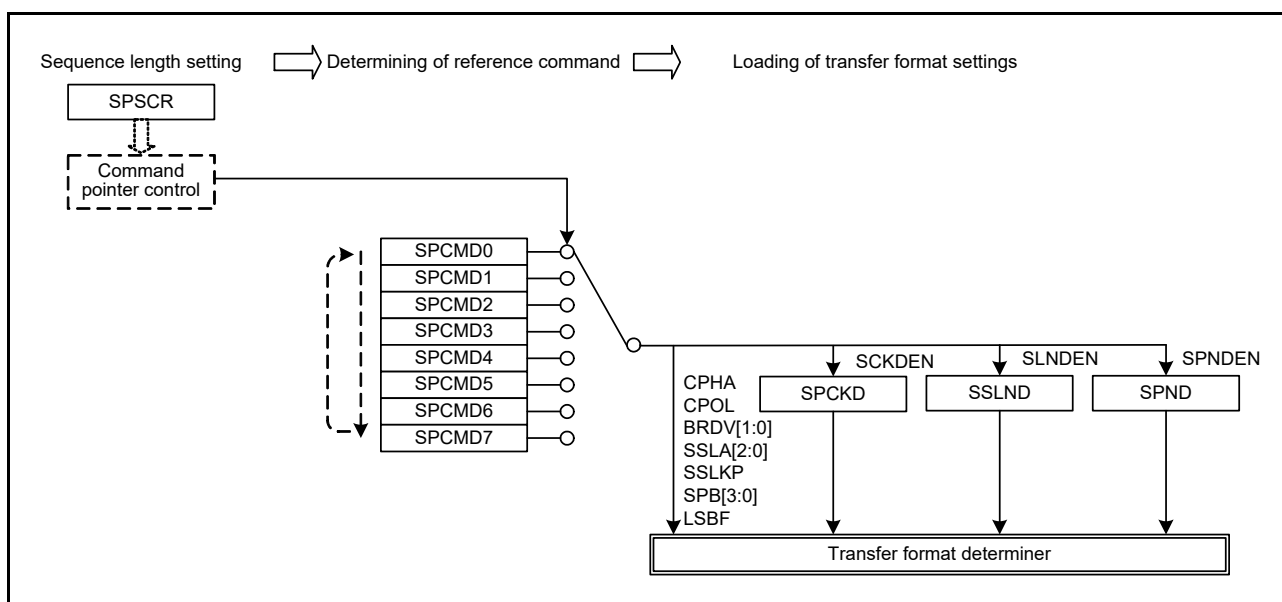 Sequence length setting
Determining of reference command
Loading of transfer format settings
SPSCR
Command
pointer control
SPCMD0
SPCMD1
SPCMD2
SPCMD3
SPCMD4
SPCMD5
SPCMD6
SPCMD7
CPHA
CPOL
BRDV[1:0]
SSLA[2:0]
SSLKP
SPB[3:0]
LSBF
SCKDEN
SPCKD
SLNDEN
SSLND
SPNDEN
SPND
Transfer format determiner